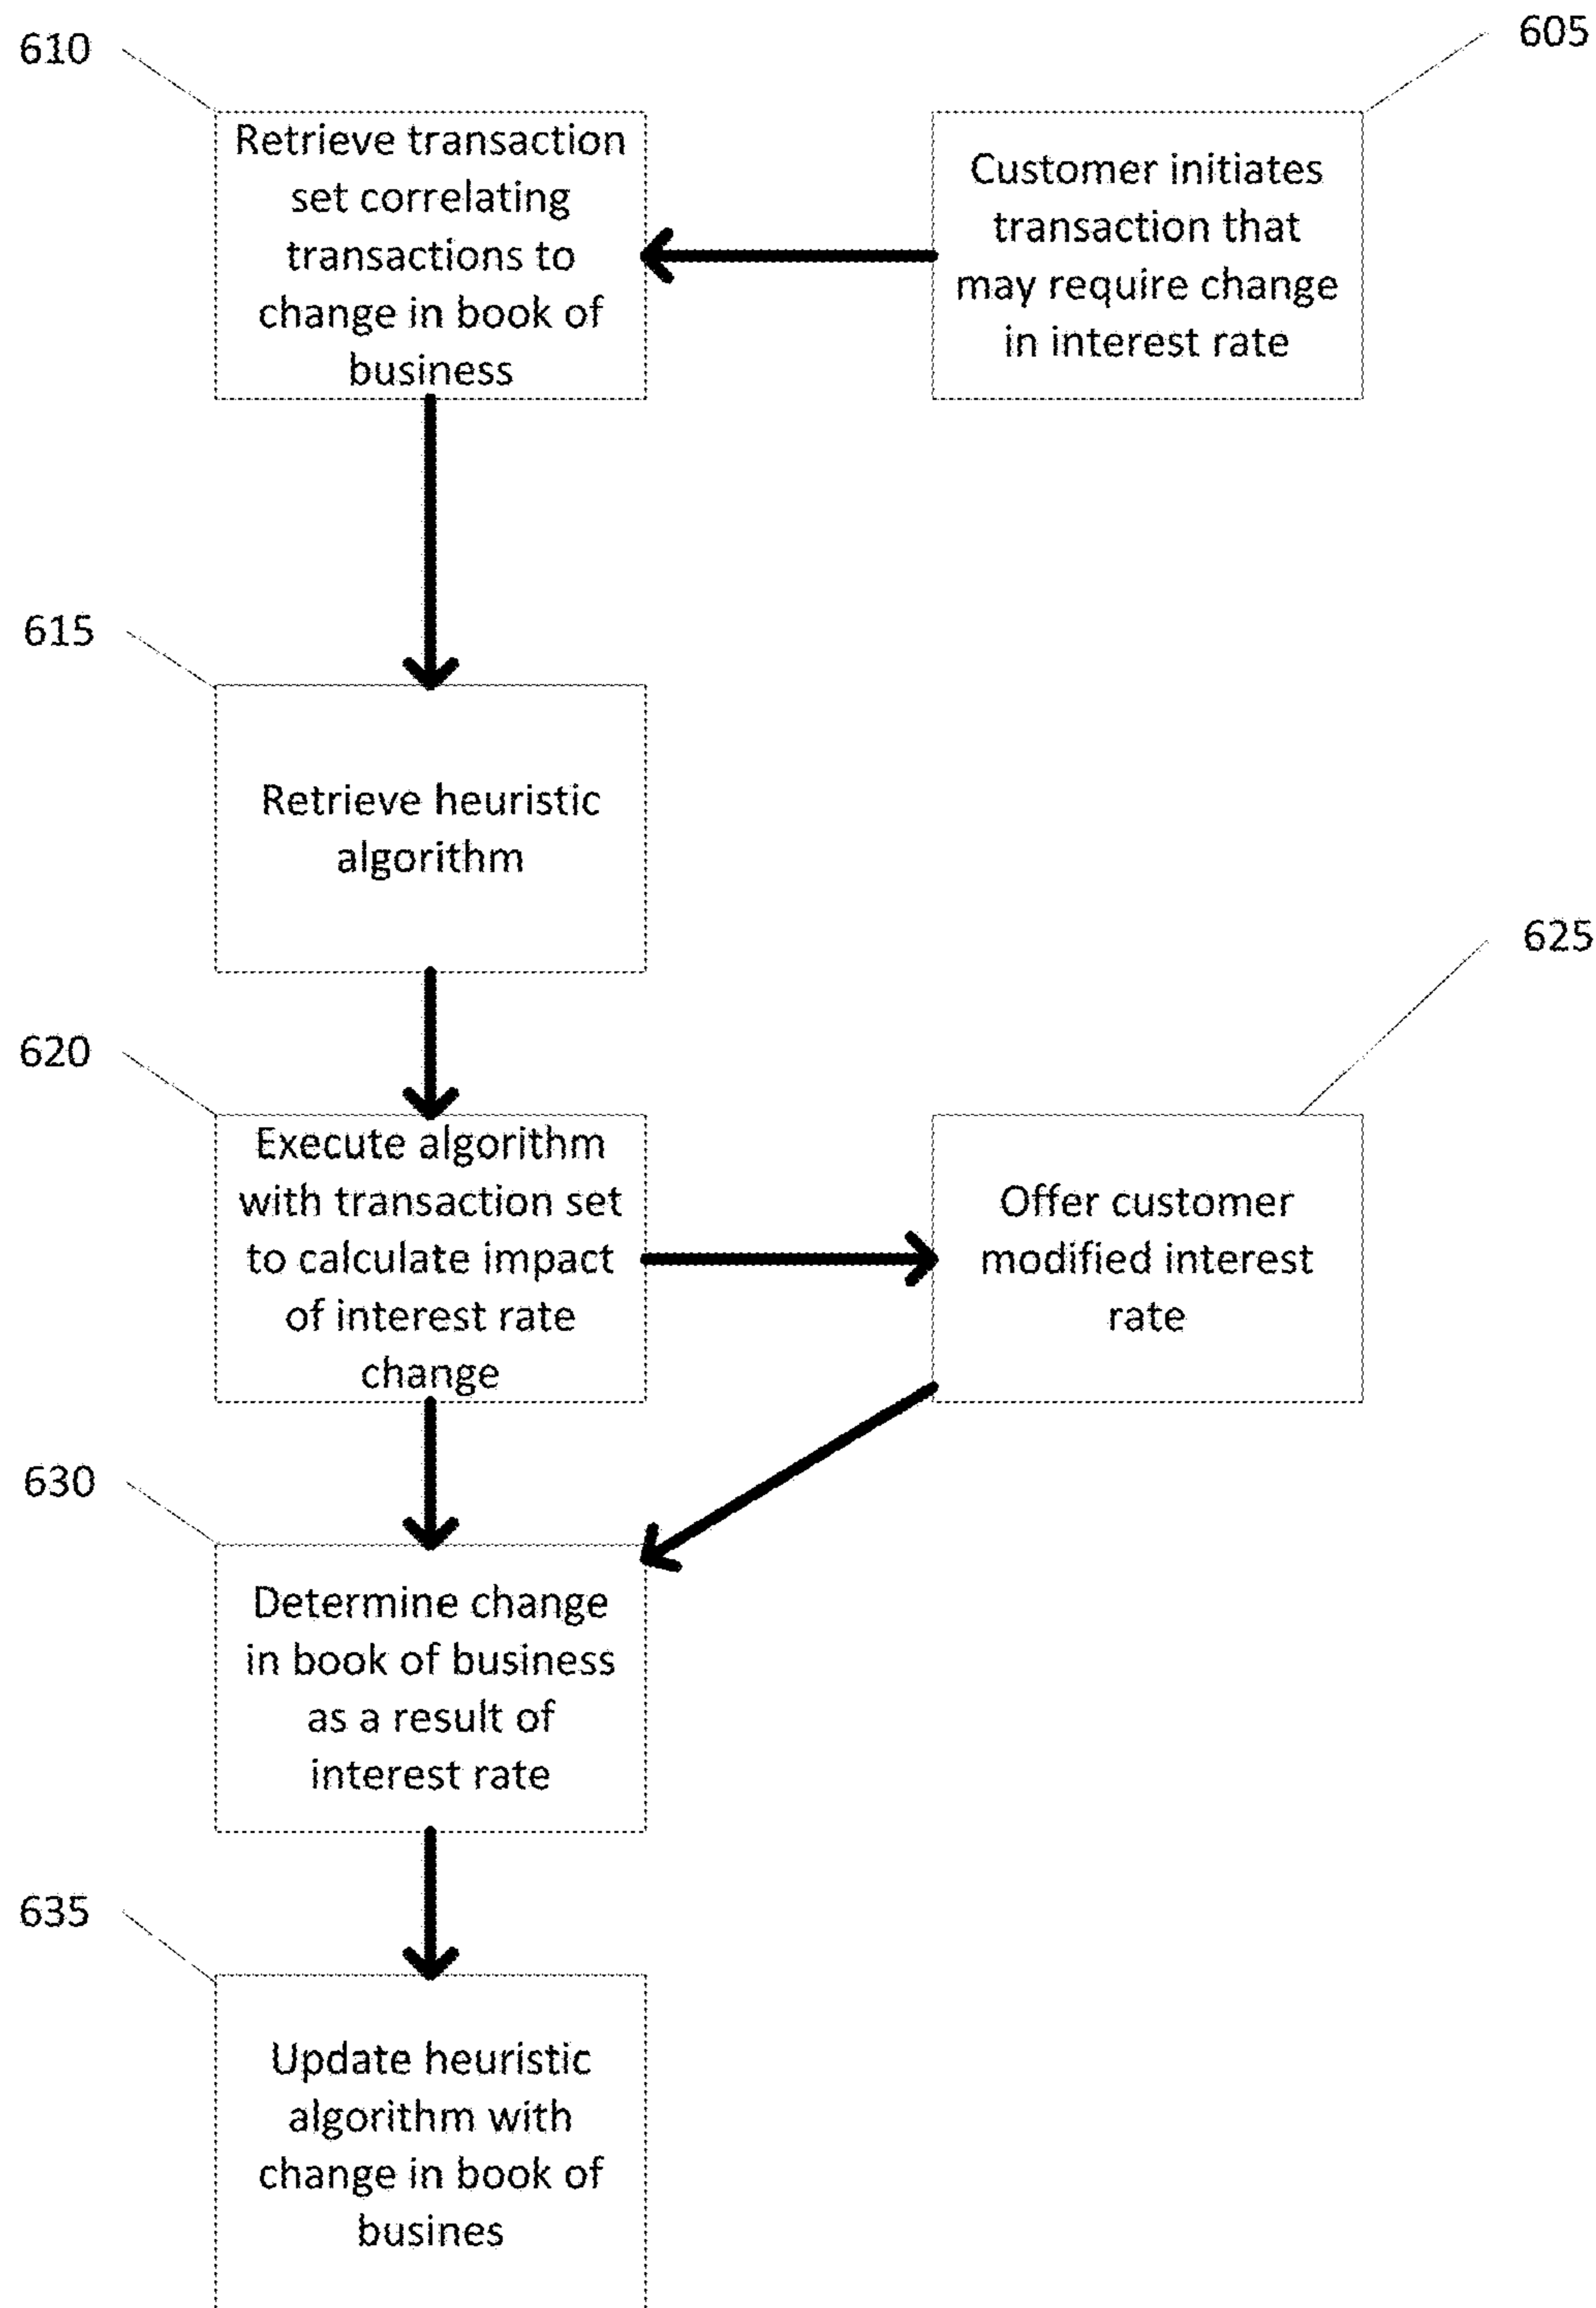 610
605
Retrieve transaction
set correlating
transactions to
change in book of
business
Customer initiates
transaction that
may require change
in interest rate
615
Retrieve heuristic
algorithm
625
620
Execute algorithm
with transaction set
to calculate impact
of interest rate
change
Offer customer
modified interest
rate
630
Determine change
in book of business
as a result of
interest rate
635
Update heuristic
algorithm with
change in book of
busines